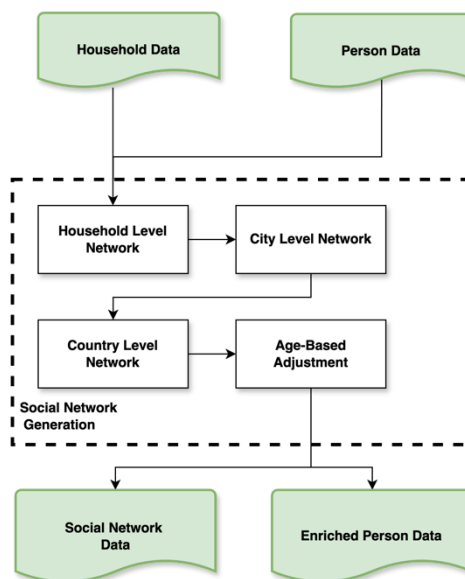 Household Data
Person Data
Household Level
Network
City Level Network
Country Level
Network
Age-Based
Adjustment
Social Network
Generation
Social Network
Data
Enriched Person Data